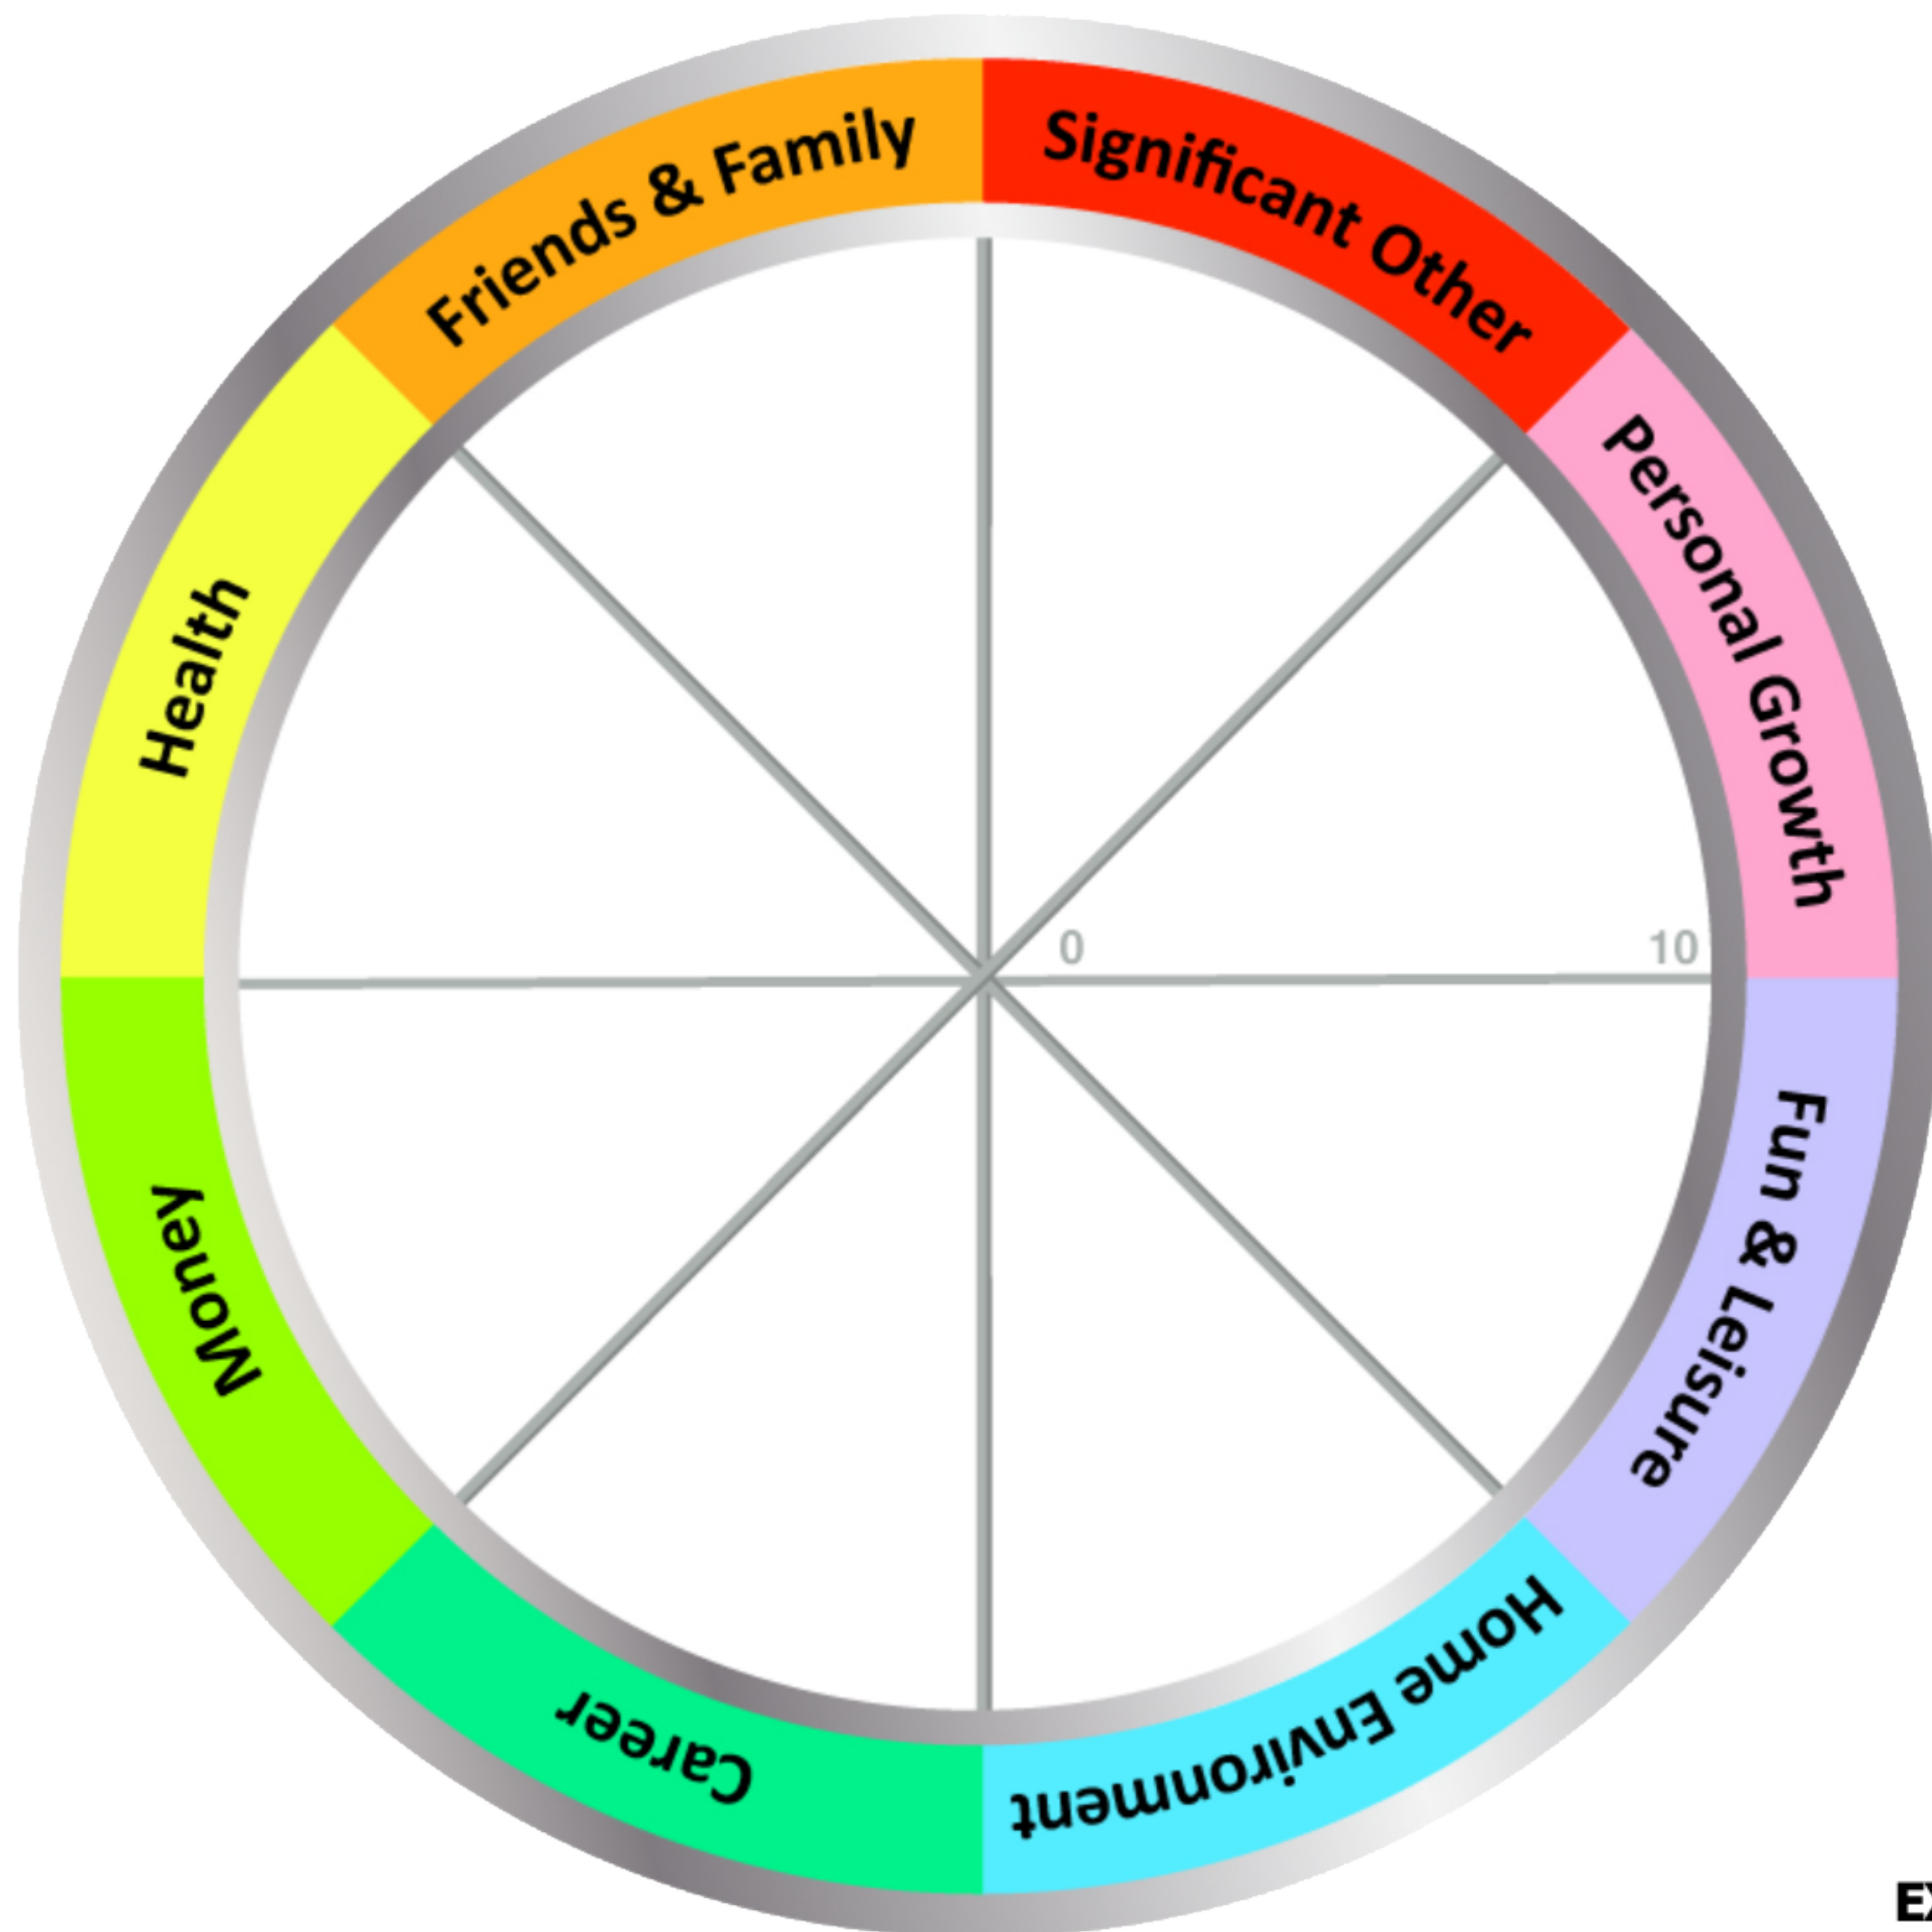 Significant Other
Personal Growth
Fun & Leisure
Home Environment
Career
Money
Health
Friends & Family
0
10